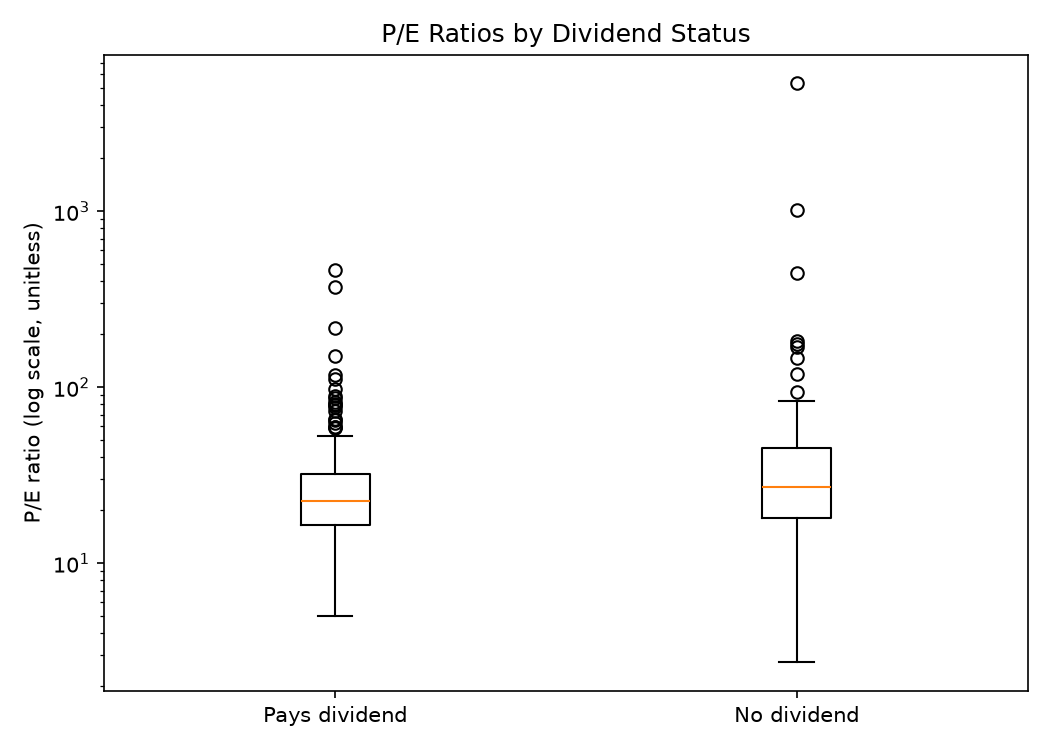 P/E Ratios by Dividend Status
P/E ratio (log scale, unitless)
10³
10²
10¹
Pays dividend
No dividend